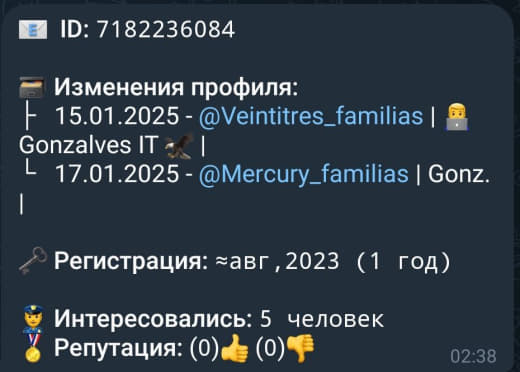 📧 ID: 7182236084
🗃 Изменения профиля:
├ 15.01.2025 - @Veintitres_familias | 👨‍💻
Gonzalves IT 🦅 |
└ 17.01.2025 - @Mercury_familias | Gonz.
|
🗝 Регистрация: ≈авг,2023 (1 год)
👮 Интересовались: 5 человек
🏅 Репутация: (0)👍 (0)👎
02:38